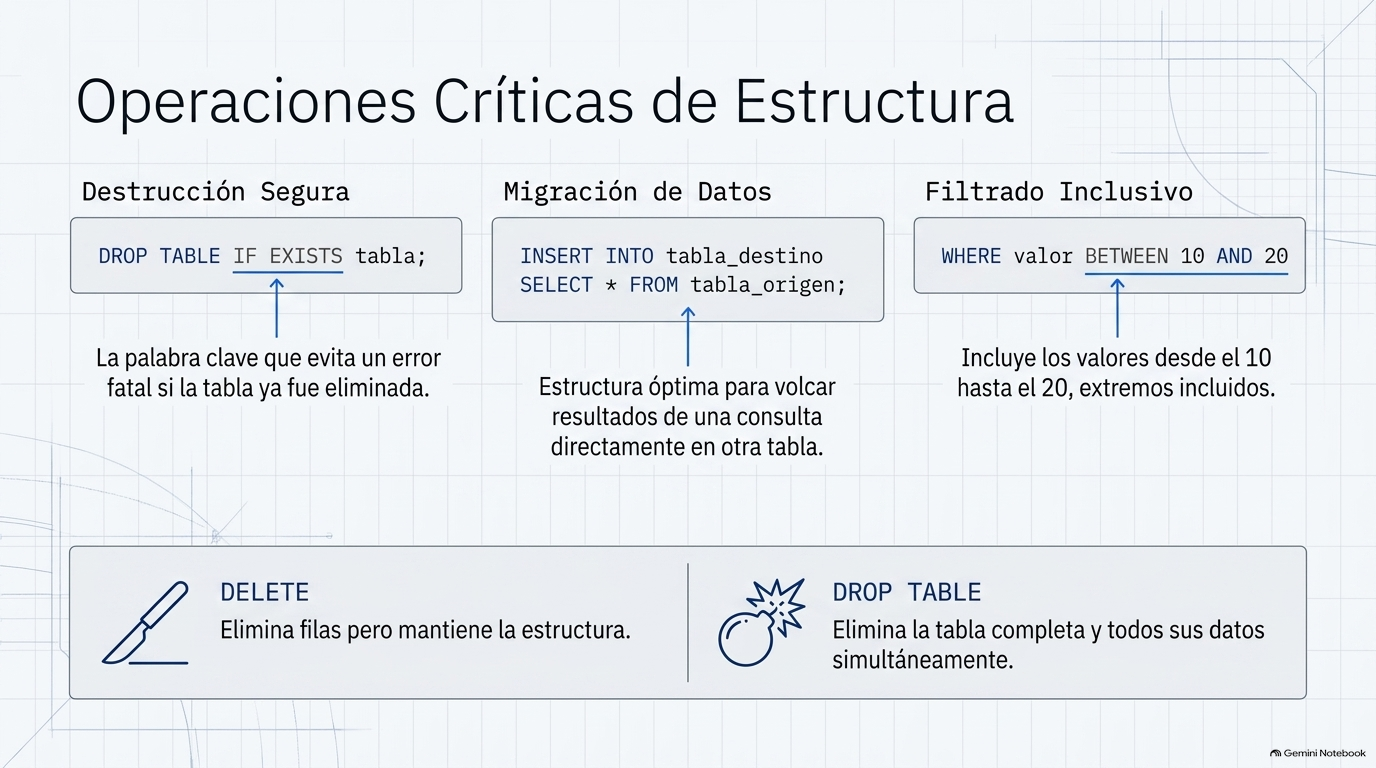 Operaciones Críticas de Estructura
Destrucción Segura
DROP TABLE IF EXISTS tabla;
La palabra clave que evita un error
fatal si la tabla ya fue eliminada.
Migración de Datos
INSERT INTO tabla_destino
SELECT * FROM tabla_origen;
Estructura óptima para volcar
resultados de una consulta
directamente en otra tabla.
Filtrado Inclusivo
WHERE valor BETWEEN 10 AND 20
Incluye los valores desde el 10
hasta el 20, extremos incluidos.
DELETE
Elimina filas pero mantiene la estructura.
DROP TABLE
Elimina la tabla completa y todos sus datos
simultáneamente.
Gemini Notebook